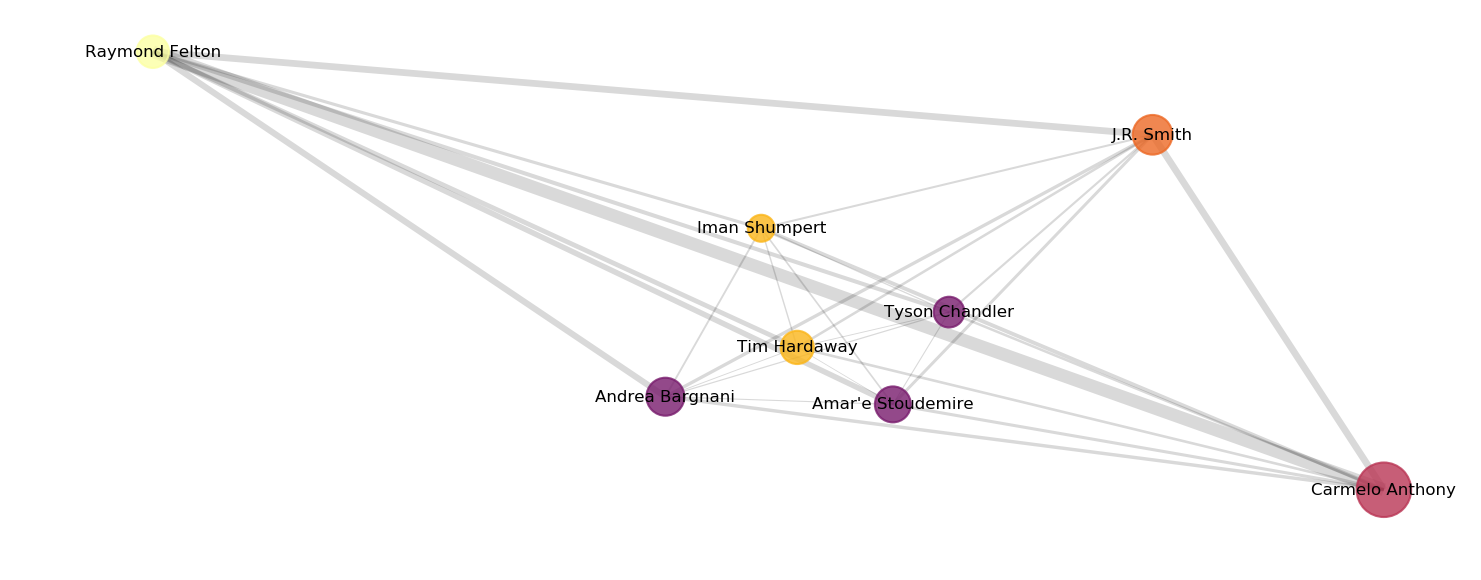 Raymond Felton
J.R. Smith
Iman Shumpert
Tyson Chandler
Tim Hardaway
Andrea Bargnani
Amar'e Stoudemire
Carmelo Anthony